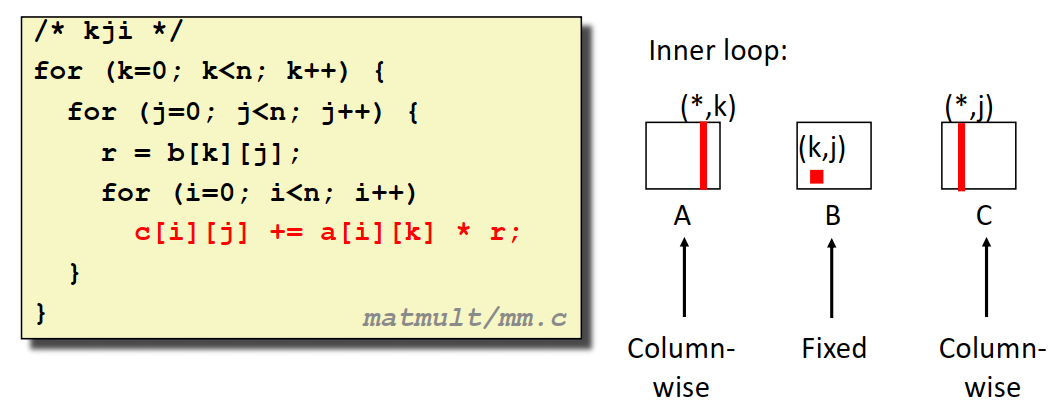 /* kji */
for (k=0; k<n; k++) {
  for (j=0; j<n; j++) {
    r = b[k][j];
    for (i=0; i<n; i++)
      c[i][j] += a[i][k] * r;
  }
}
matmult/mm.c
Inner loop:
(*,k)
(k,j)
(*,j)
A
B
C
Column-
wise
Fixed
Column-
wise